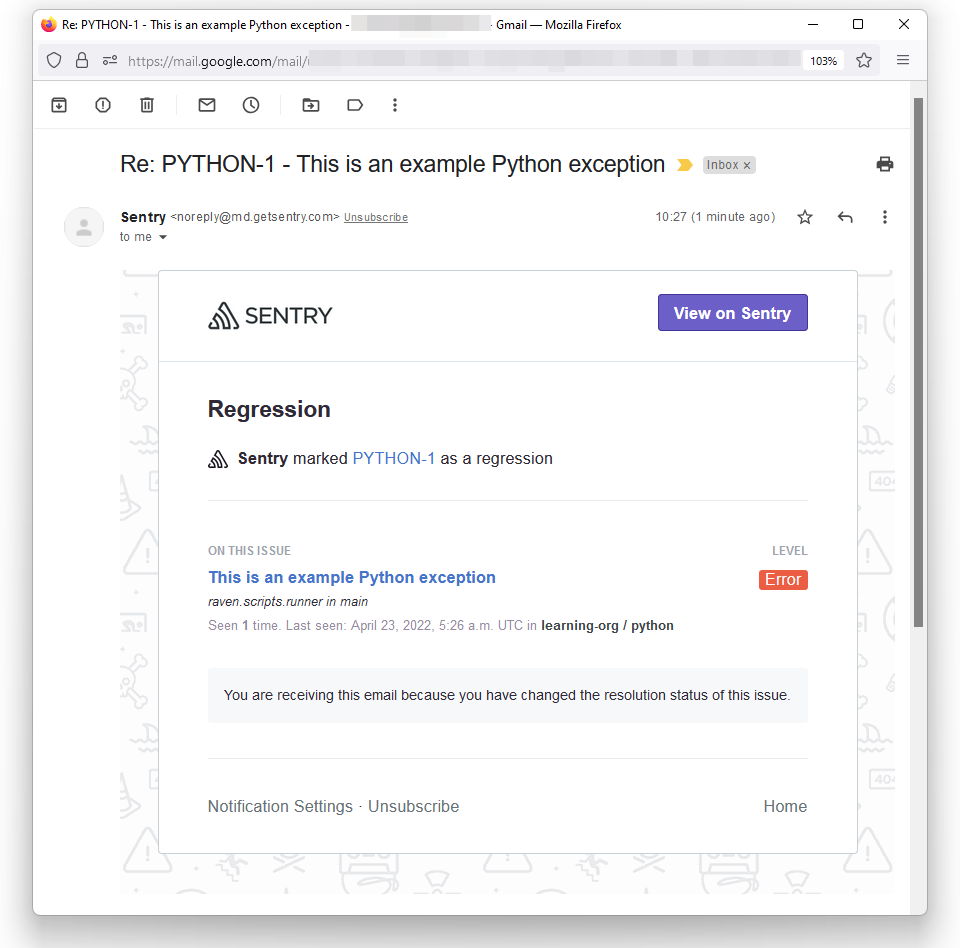 Re: PYTHON-1 - This is an example Python exception - - Gmail — Mozilla Firefox
https://mail.google.com/mail/ 103%
Re: PYTHON-1 - This is an example Python exception Inbox ×
Sentry <noreply@md.getsentry.com> Unsubscribe 10:27 (1 minute ago)
to me
SENTRY View on Sentry
Regression
Sentry marked PYTHON-1 as a regression
ON THIS ISSUE LEVEL
This is an example Python exception Error
raven.scripts.runner in main
Seen 1 time. Last seen: April 23, 2022, 5:26 a.m. UTC in learning-org / python
404
You are receiving this email because you have changed the resolution status of this issue.
404
Notification Settings · Unsubscribe Home